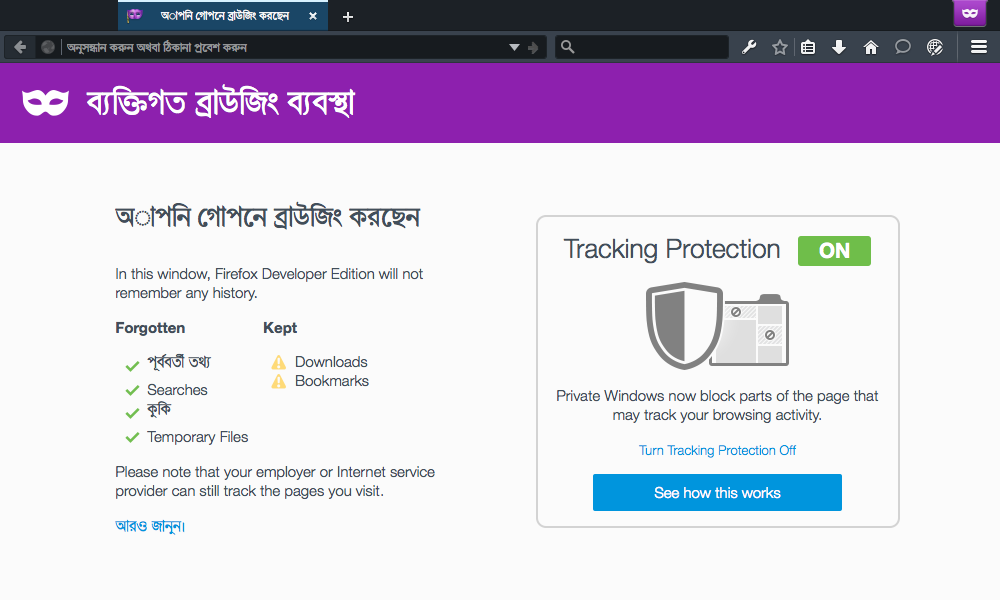 অাপনি গোপনে ব্রাউজিং করছেন
অনুসন্ধান করুন অথবা ঠিকানা প্রবেশ করুন
ব্যক্তিগত ব্রাউজিং ব্যবস্থা
অাপনি গোপনে ব্রাউজিং করছেন
In this window, Firefox Developer Edition will not
remember any history.
Forgotten
Kept
পূর্ববর্তী তথ্য
Searches
কুকি
Temporary Files
Downloads
Bookmarks
Please note that your employer or Internet service
provider can still track the pages you visit.
আরও জানুন।
Tracking Protection ON
Private Windows now block parts of the page that
may track your browsing activity.
Turn Tracking Protection Off
See how this works